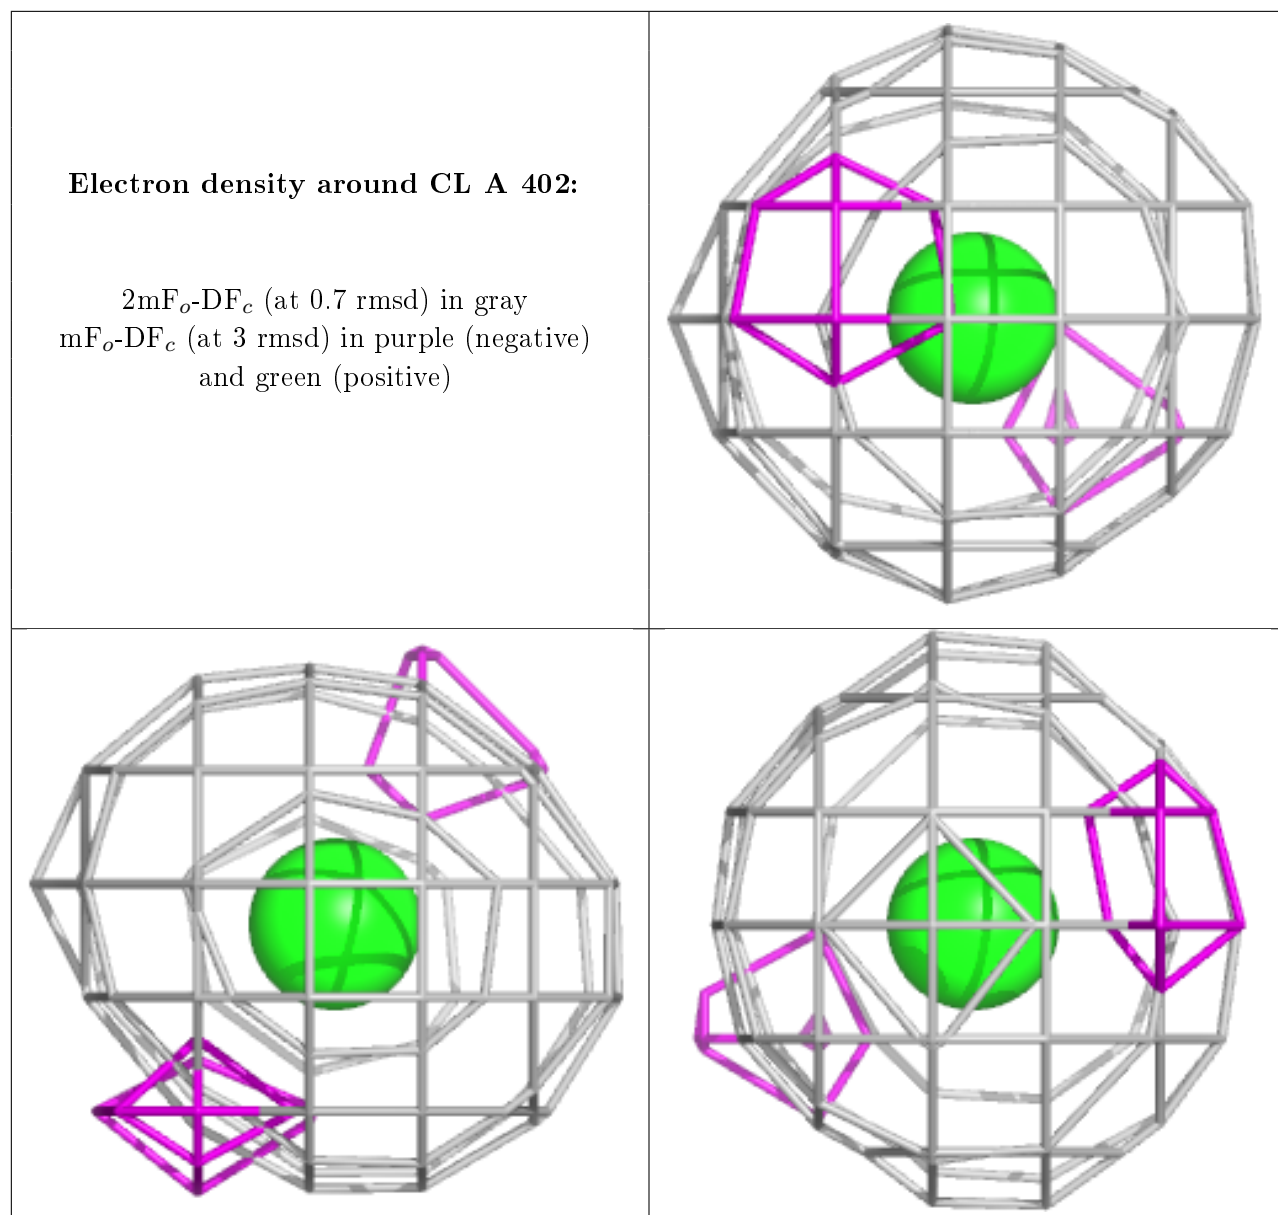 Electron density around CL A 402:
2mFo-DFc (at 0.7 rmsd) in gray
mFo-DFc (at 3 rmsd) in purple (negative)
and green (positive)